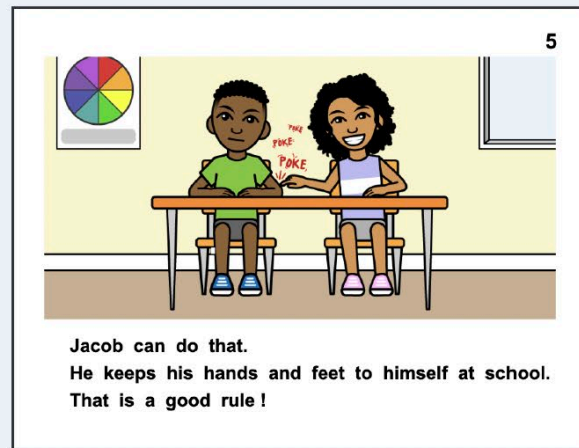 5
POKE
POKE
POKE
Jacob can do that.
He keeps his hands and feet to himself at school.
That is a good rule !